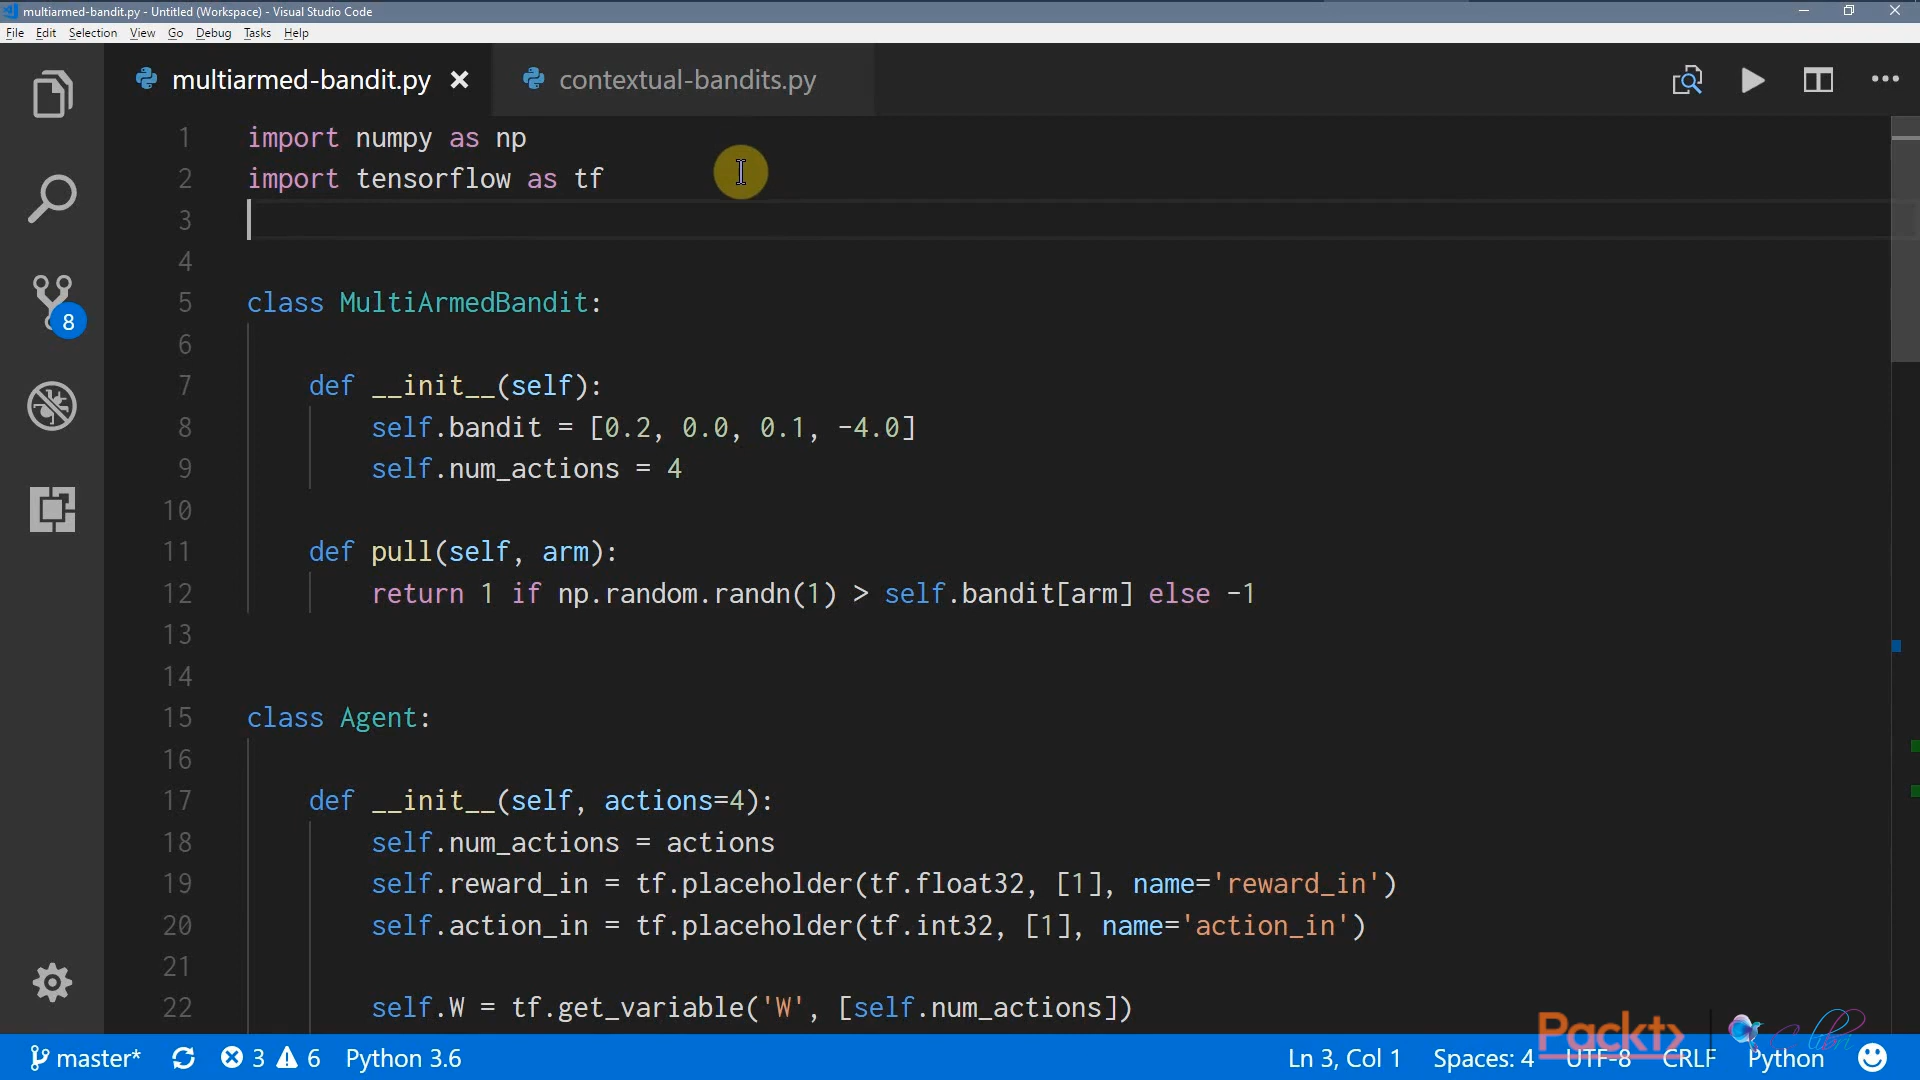 multiarmed-bandit.py - Untitled (Workspace) - Visual Studio Code
File Edit Selection View Go Debug Tasks Help
multiarmed-bandit.py contextual-bandits.py
1 import numpy as np
2 import tensorflow as tf
3
4
5 class MultiArmedBandit:
6
7 def __init__(self):
8 self.bandit = [0.2, 0.0, 0.1, -4.0]
9 self.num_actions = 4
10
11 def pull(self, arm):
12 return 1 if np.random.randn(1) > self.bandit[arm] else -1
13
14
15 class Agent:
16
17 def __init__(self, actions=4):
18 self.num_actions = actions
19 self.reward_in = tf.placeholder(tf.float32, [1], name='reward_in')
20 self.action_in = tf.placeholder(tf.int32, [1], name='action_in')
21
22 self.W = tf.get_variable('W', [self.num_actions])
8
Packt>
master* 3 6 Python 3.6 Ln 3, Col 1 Spaces: 4 UTF-8 CRLF Python